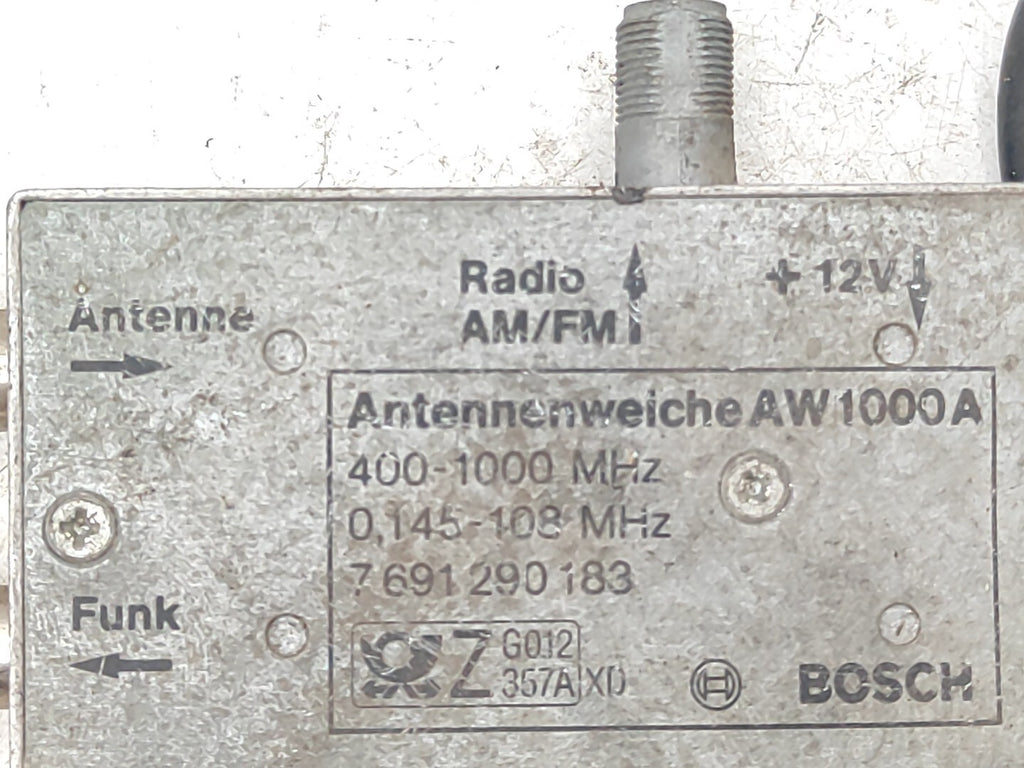 Antenne
Radio
AM/FM
+ 12V
Antennenweiche AW 1000 A
400-1000 MHz
0,145-108 MHz
7 691 290 183
Z G012
357A XD
Funk
BOSCH